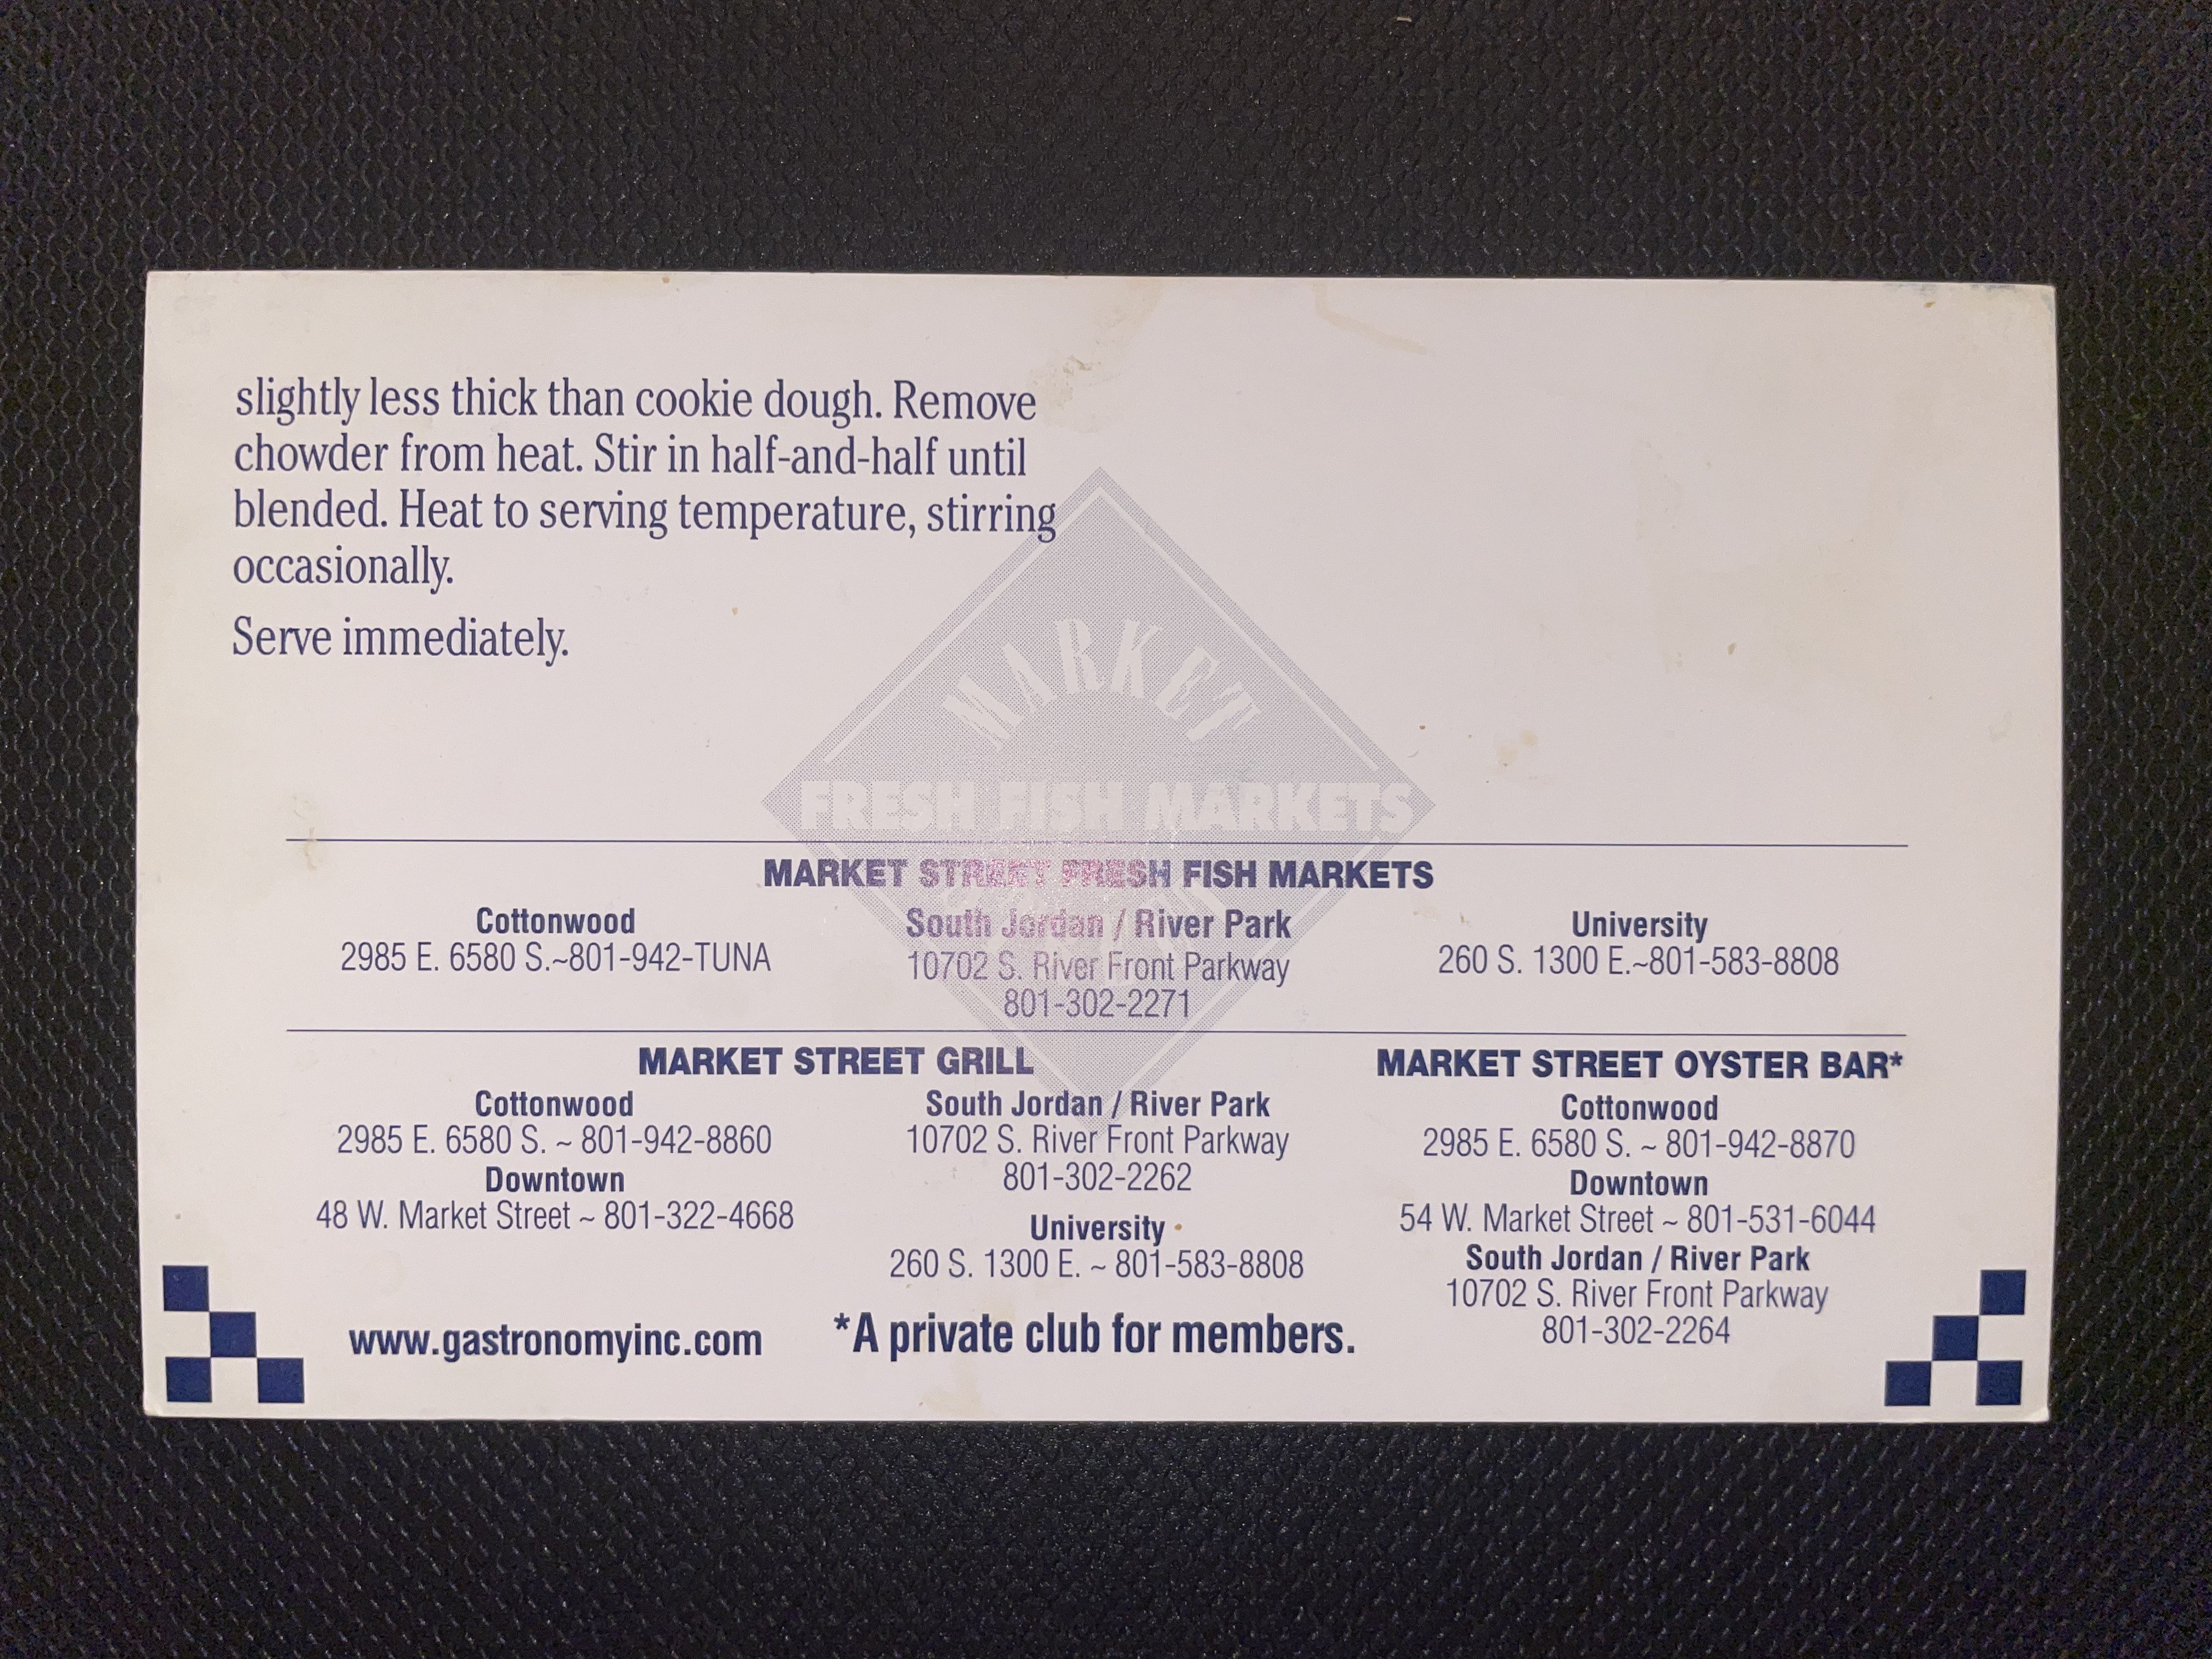 slightly less thick than cookie dough. Remove
chowder from heat. Stir in half-and-half until
blended. Heat to serving temperature, stirring
occasionally.
Serve immediately.
MARKET
FRESH FISH MARKETS
MARKET STREET FRESH FISH MARKETS
Cottonwood
2985 E. 6580 S.~801-942-TUNA
South Jordan / River Park
10702 S. River Front Parkway
801-302-2271
University
260 S. 1300 E.~801-583-8808
MARKET STREET GRILL
Cottonwood
2985 E. 6580 S. ~ 801-942-8860
Downtown
48 W. Market Street ~ 801-322-4668
South Jordan / River Park
10702 S. River Front Parkway
801-302-2262
University
260 S. 1300 E. ~ 801-583-8808
MARKET STREET OYSTER BAR*
Cottonwood
2985 E. 6580 S. ~ 801-942-8870
Downtown
54 W. Market Street ~ 801-531-6044
South Jordan / River Park
10702 S. River Front Parkway
801-302-2264
www.gastronomyinc.com
*A private club for members.